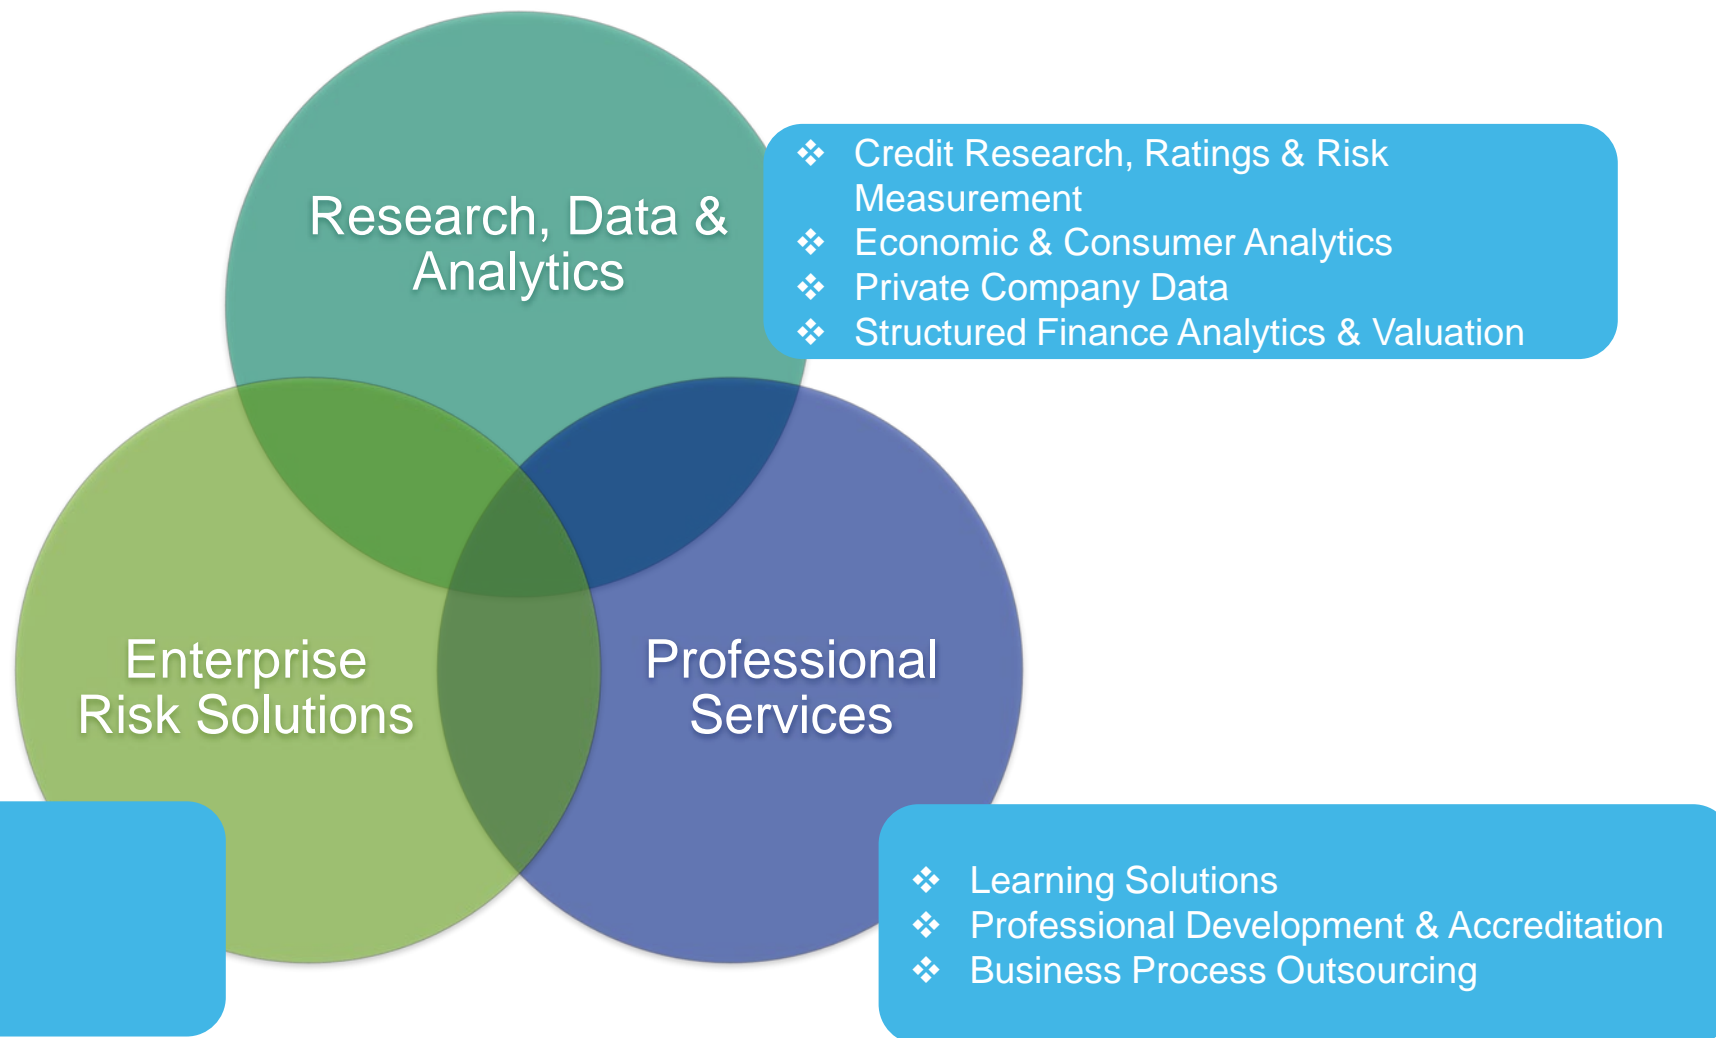 Research, Data &
Analytics
❖ Credit Research, Ratings & Risk
Measurement
❖ Economic & Consumer Analytics
❖ Private Company Data
❖ Structured Finance Analytics & Valuation
Enterprise
Risk Solutions
Professional
Services
❖ Learning Solutions
❖ Professional Development & Accreditation
❖ Business Process Outsourcing